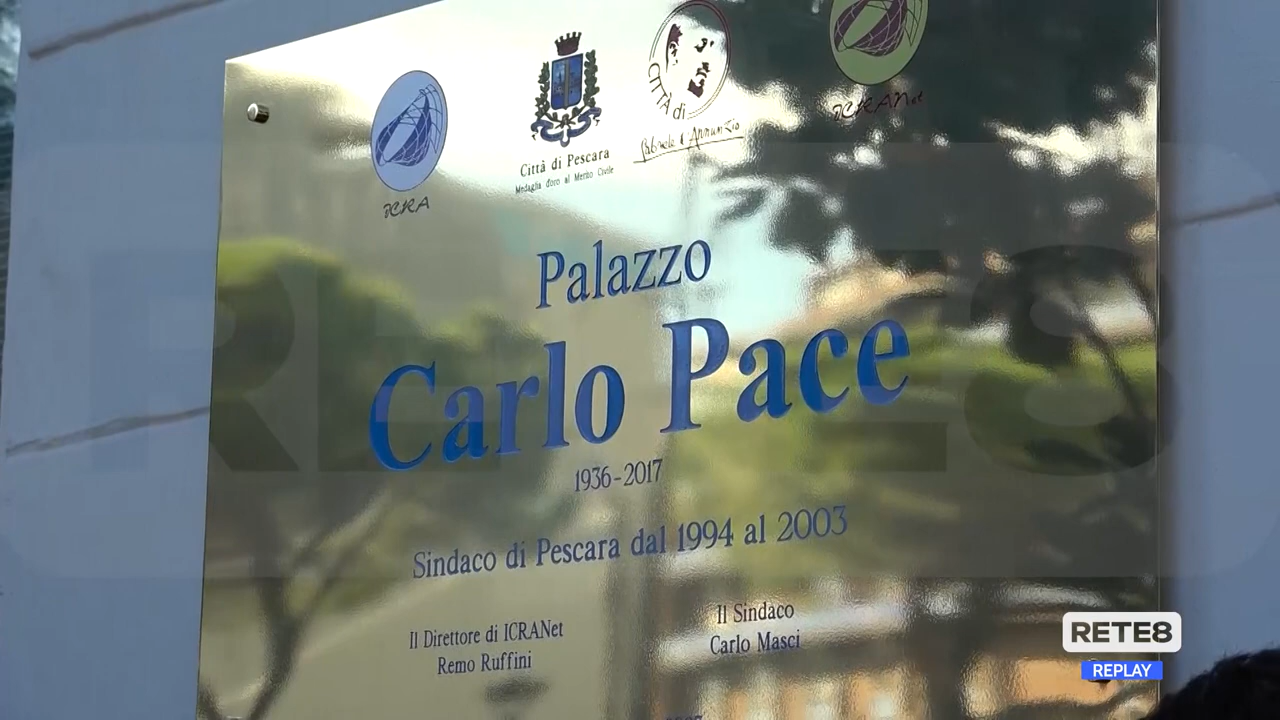 ICRA
Città di Pescara
Medaglia d'oro al Merito Civile
CITTÀ di
Gabriele d'Annunzio
ICRANet
Palazzo
Carlo Pace
1936-2017
Sindaco di Pescara dal 1994 al 2003
Il Direttore di ICRANet
Remo Ruffini
Il Sindaco
Carlo Masci
RETE8
RETE8
REPLAY